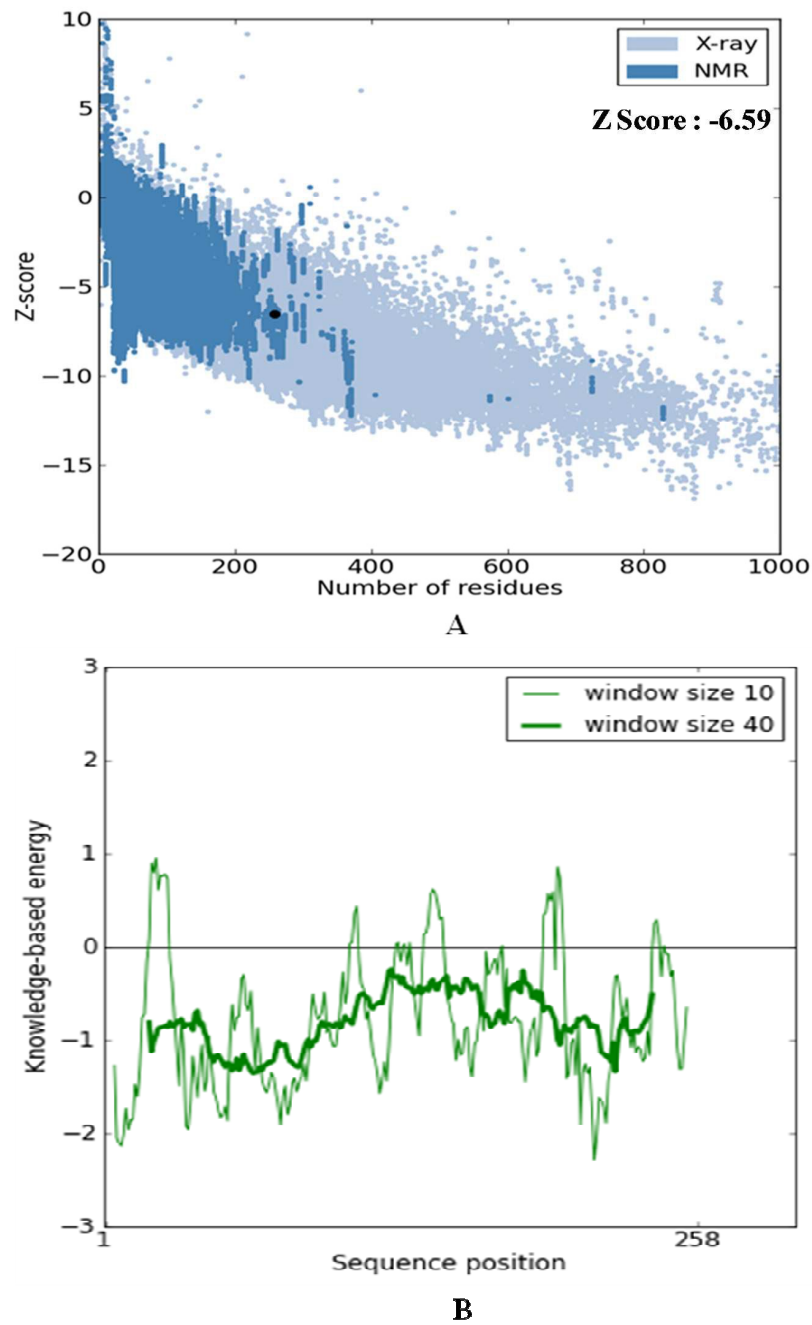 10
5
0
−5
−10
−15
−20
Z-score
X-ray
NMR
Z Score : -6.59
0 200 400 600 800 1000
Number of residues
A
3
2
1
0
−1
−2
−3
Knowledge-based energy
window size 10
window size 40
1 258
Sequence position
B